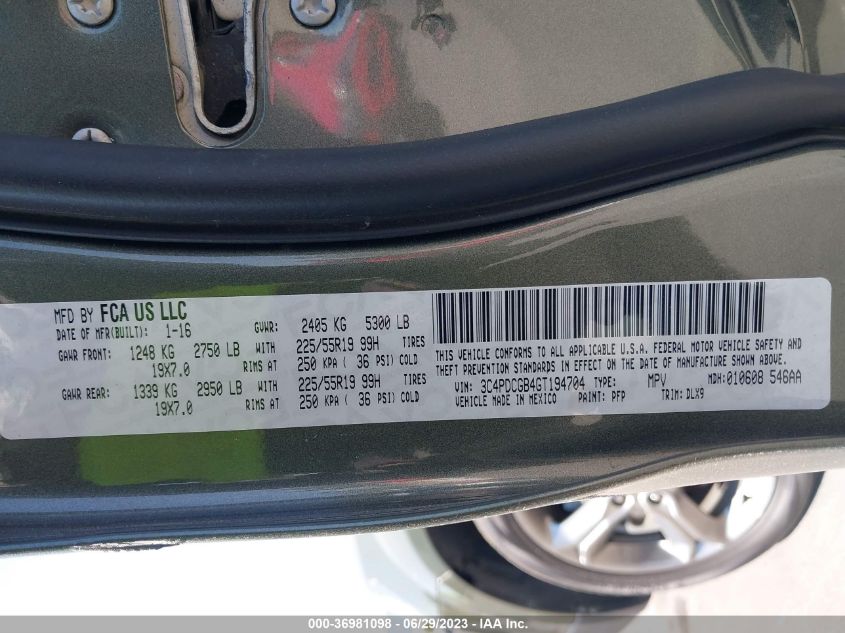 MFD BY FCA US LLC
DATE OF MFR(BUILT): 1-16 GVWR: 2405 KG 5300 LB
GAWR FRONT: 1248 KG 2750 LB WITH 225/55R19 99H TIRES
19X7.0 RIMS AT 250 KPA ( 36 PSI) COLD
GAWR REAR: 1339 KG 2950 LB WITH 225/55R19 99H TIRES
19X7.0 RIMS AT 250 KPA ( 36 PSI) COLD
THIS VEHICLE CONFORMS TO ALL APPLICABLE U.S.A. FEDERAL MOTOR VEHICLE SAFETY AND
THEFT PREVENTION STANDARDS IN EFFECT ON THE DATE OF MANUFACTURE SHOWN ABOVE.
VIN: 3C4PDCGB4GT194704 TYPE: MPV MDH:010608 546AA
VEHICLE MADE IN MEXICO PAINT: PFP TRIM: DLX9
000-36981098 - 06/29/2023 - IAAI.COM